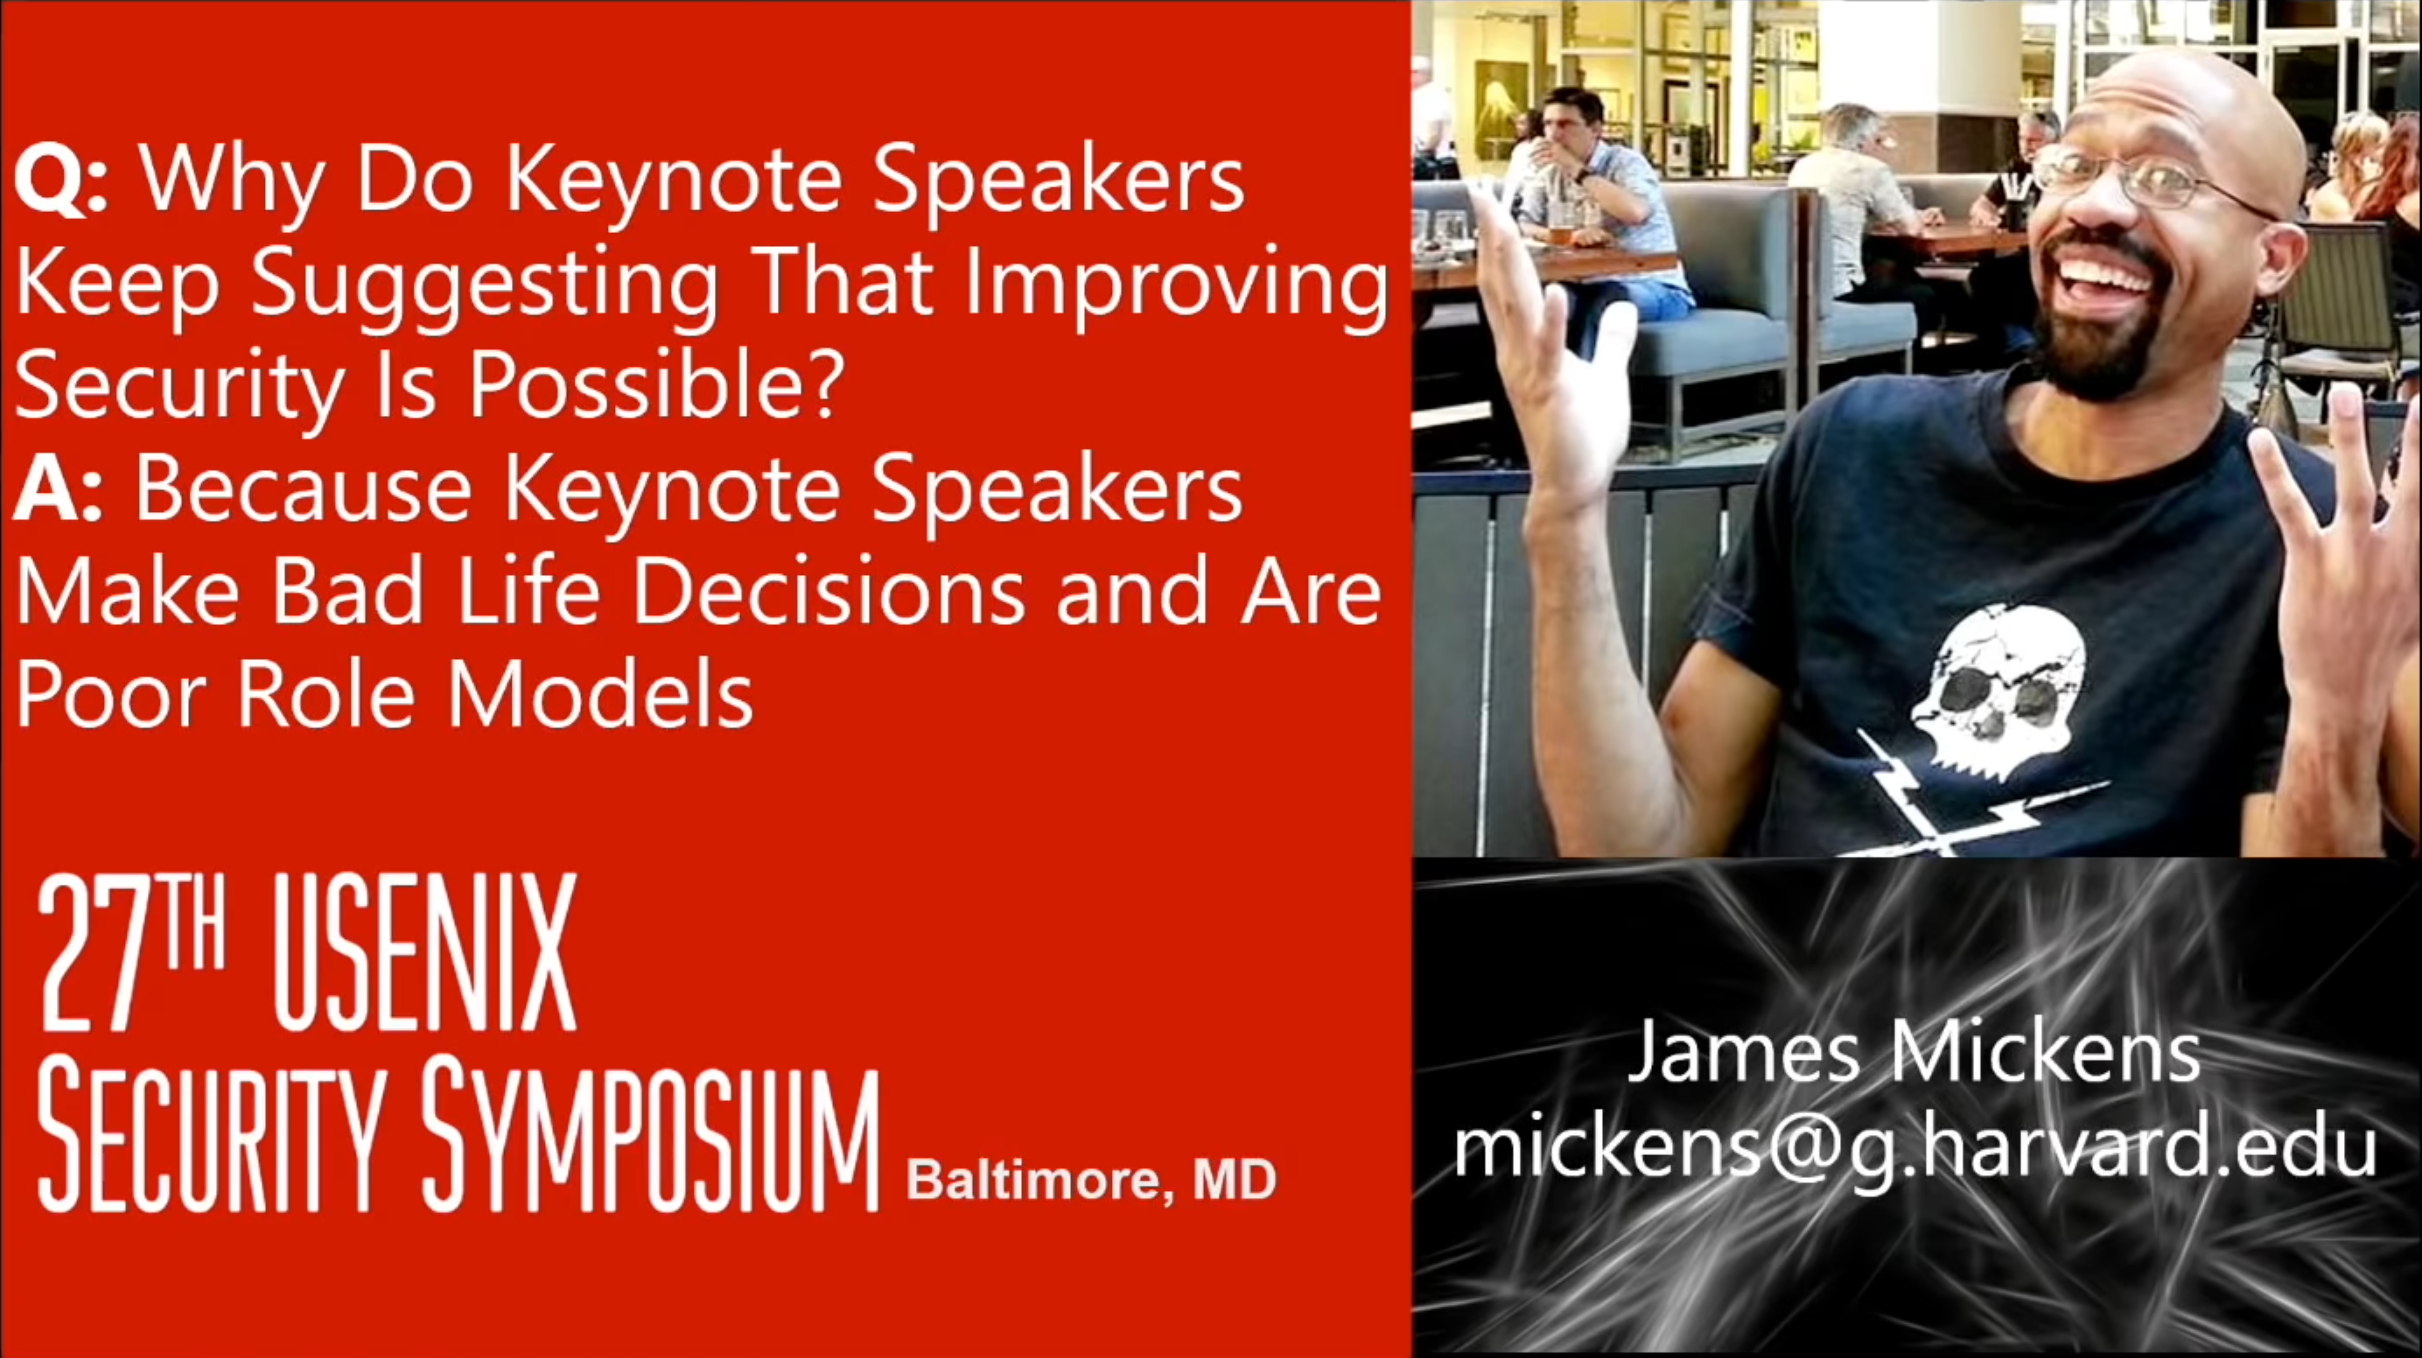 Q: Why Do Keynote Speakers
Keep Suggesting That Improving
Security Is Possible?
A: Because Keynote Speakers
Make Bad Life Decisions and Are
Poor Role Models
27TH USENIX
SECURITY SYMPOSIUM Baltimore, MD
James Mickens
mickens@g.harvard.edu